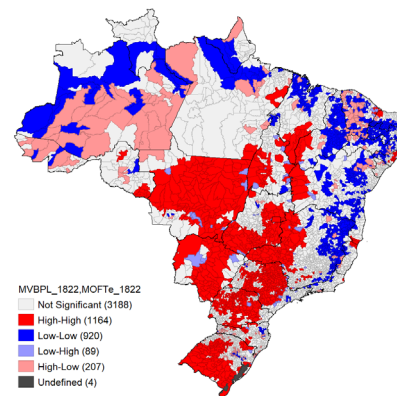 MVBPL_1822,MOFTe_1822
Not Significant (3188)
High-High (1164)
Low-Low (920)
Low-High (89)
High-Low (207)
Undefined (4)